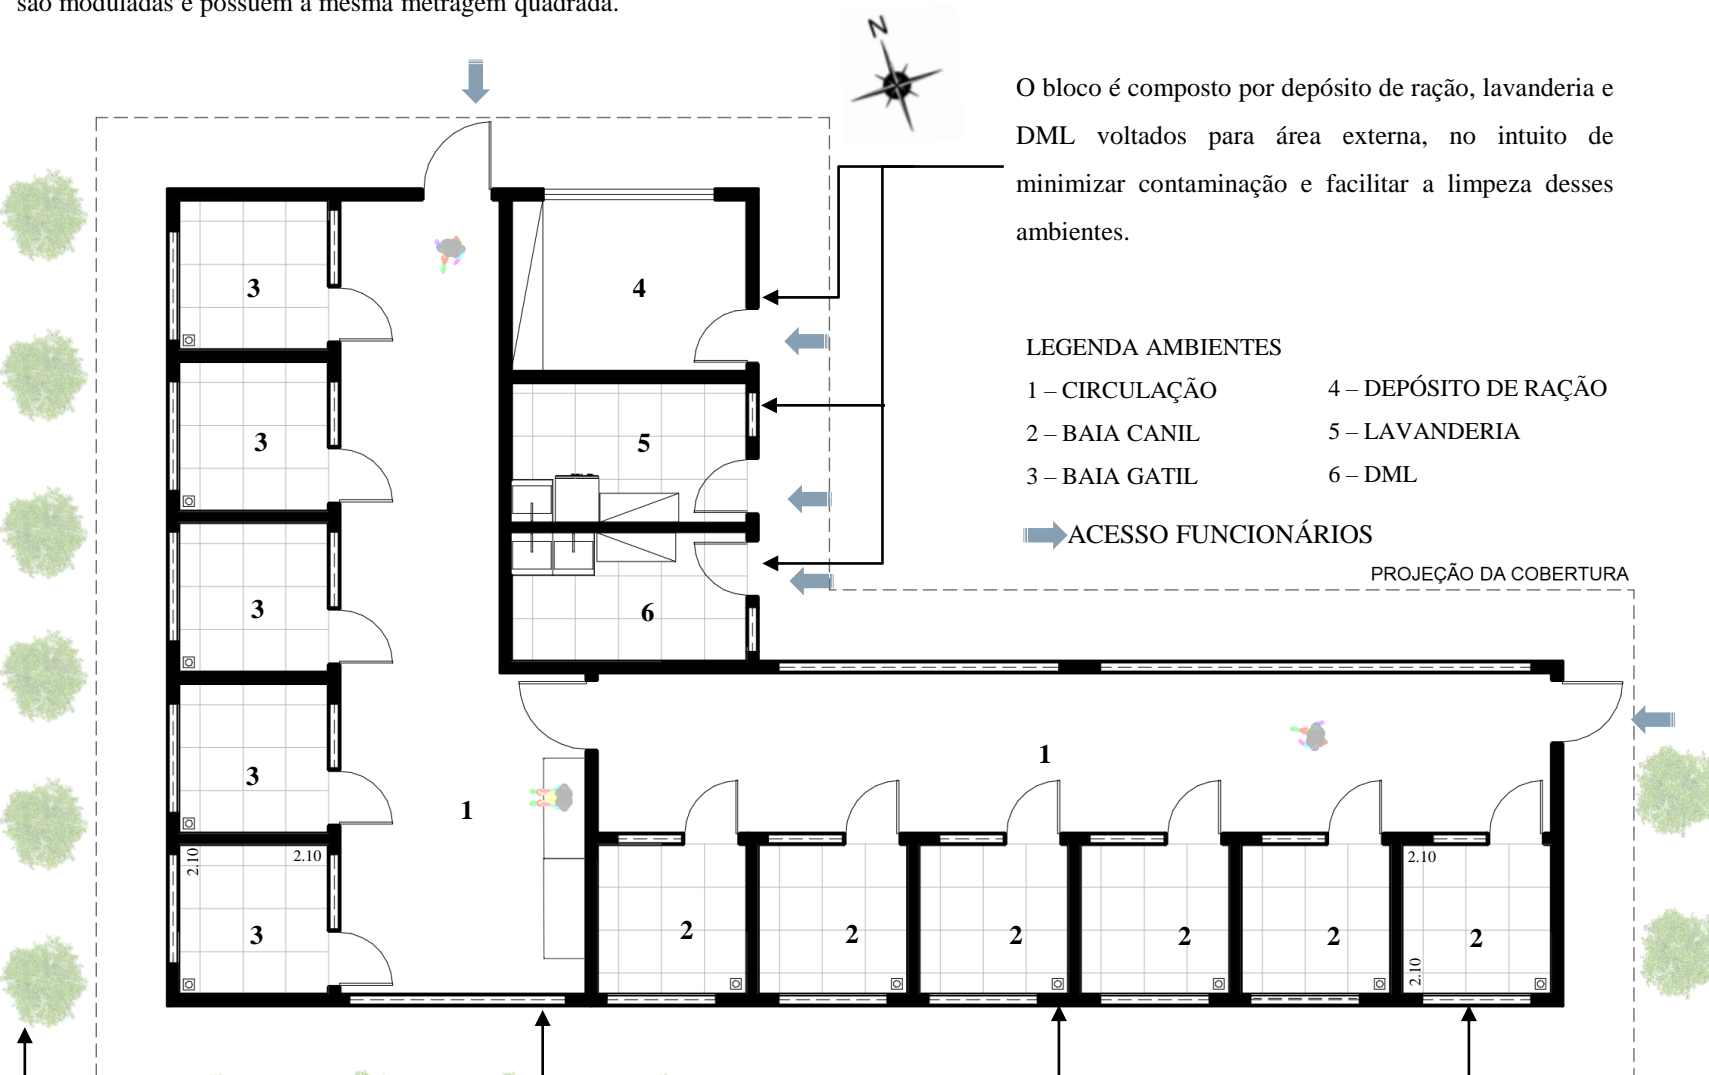 são moduladas e possuem a mesma metragem quadrada.
N
O bloco é composto por depósito de ração, lavanderia e
DML voltados para área externa, no intuito de
minimizar contaminação e facilitar a limpeza desses
ambientes.
3
4
LEGENDA AMBIENTES
1 – CIRCULAÇÃO
2 – BAIA CANIL
3 – BAIA GATIL
4 – DEPÓSITO DE RAÇÃO
5 – LAVANDERIA
6 – DML
ACESSO FUNCIONÁRIOS
PROJEÇÃO DA COBERTURA
3
5
3
6
3
1
1
2.10
2.10
3
2
2
2
2
2
2.10
2
2.10